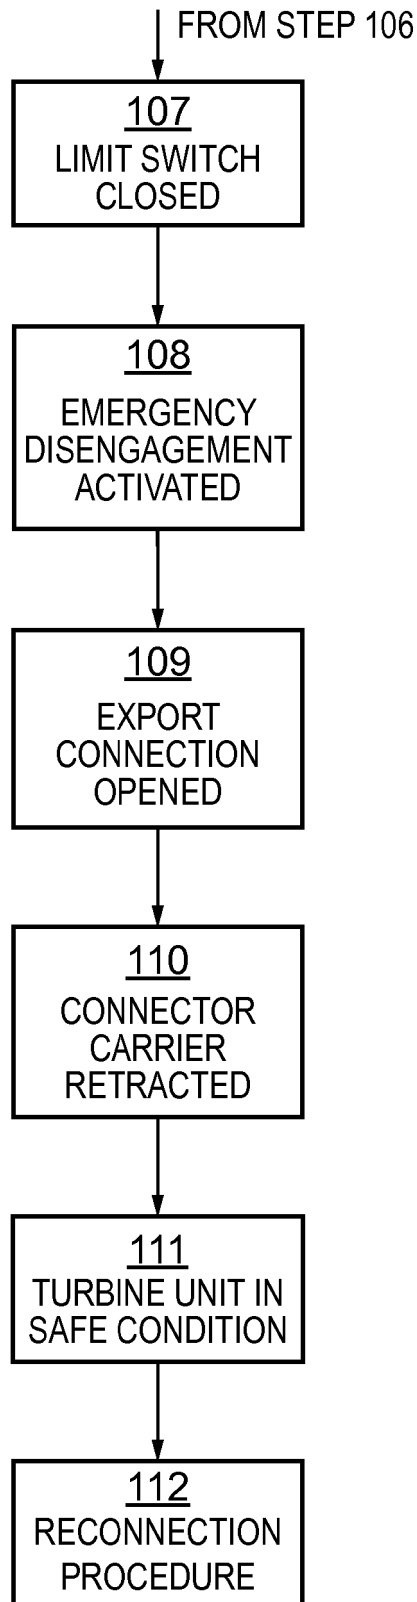 FROM STEP 106
107
LIMIT SWITCH
CLOSED
108
EMERGENCY
DISENGAGEMENT
ACTIVATED
109
EXPORT
CONNECTION
OPENED
110
CONNECTOR
CARRIER
RETRACTED
111
TURBINE UNIT IN
SAFE CONDITION
112
RECONNECTION
PROCEDURE